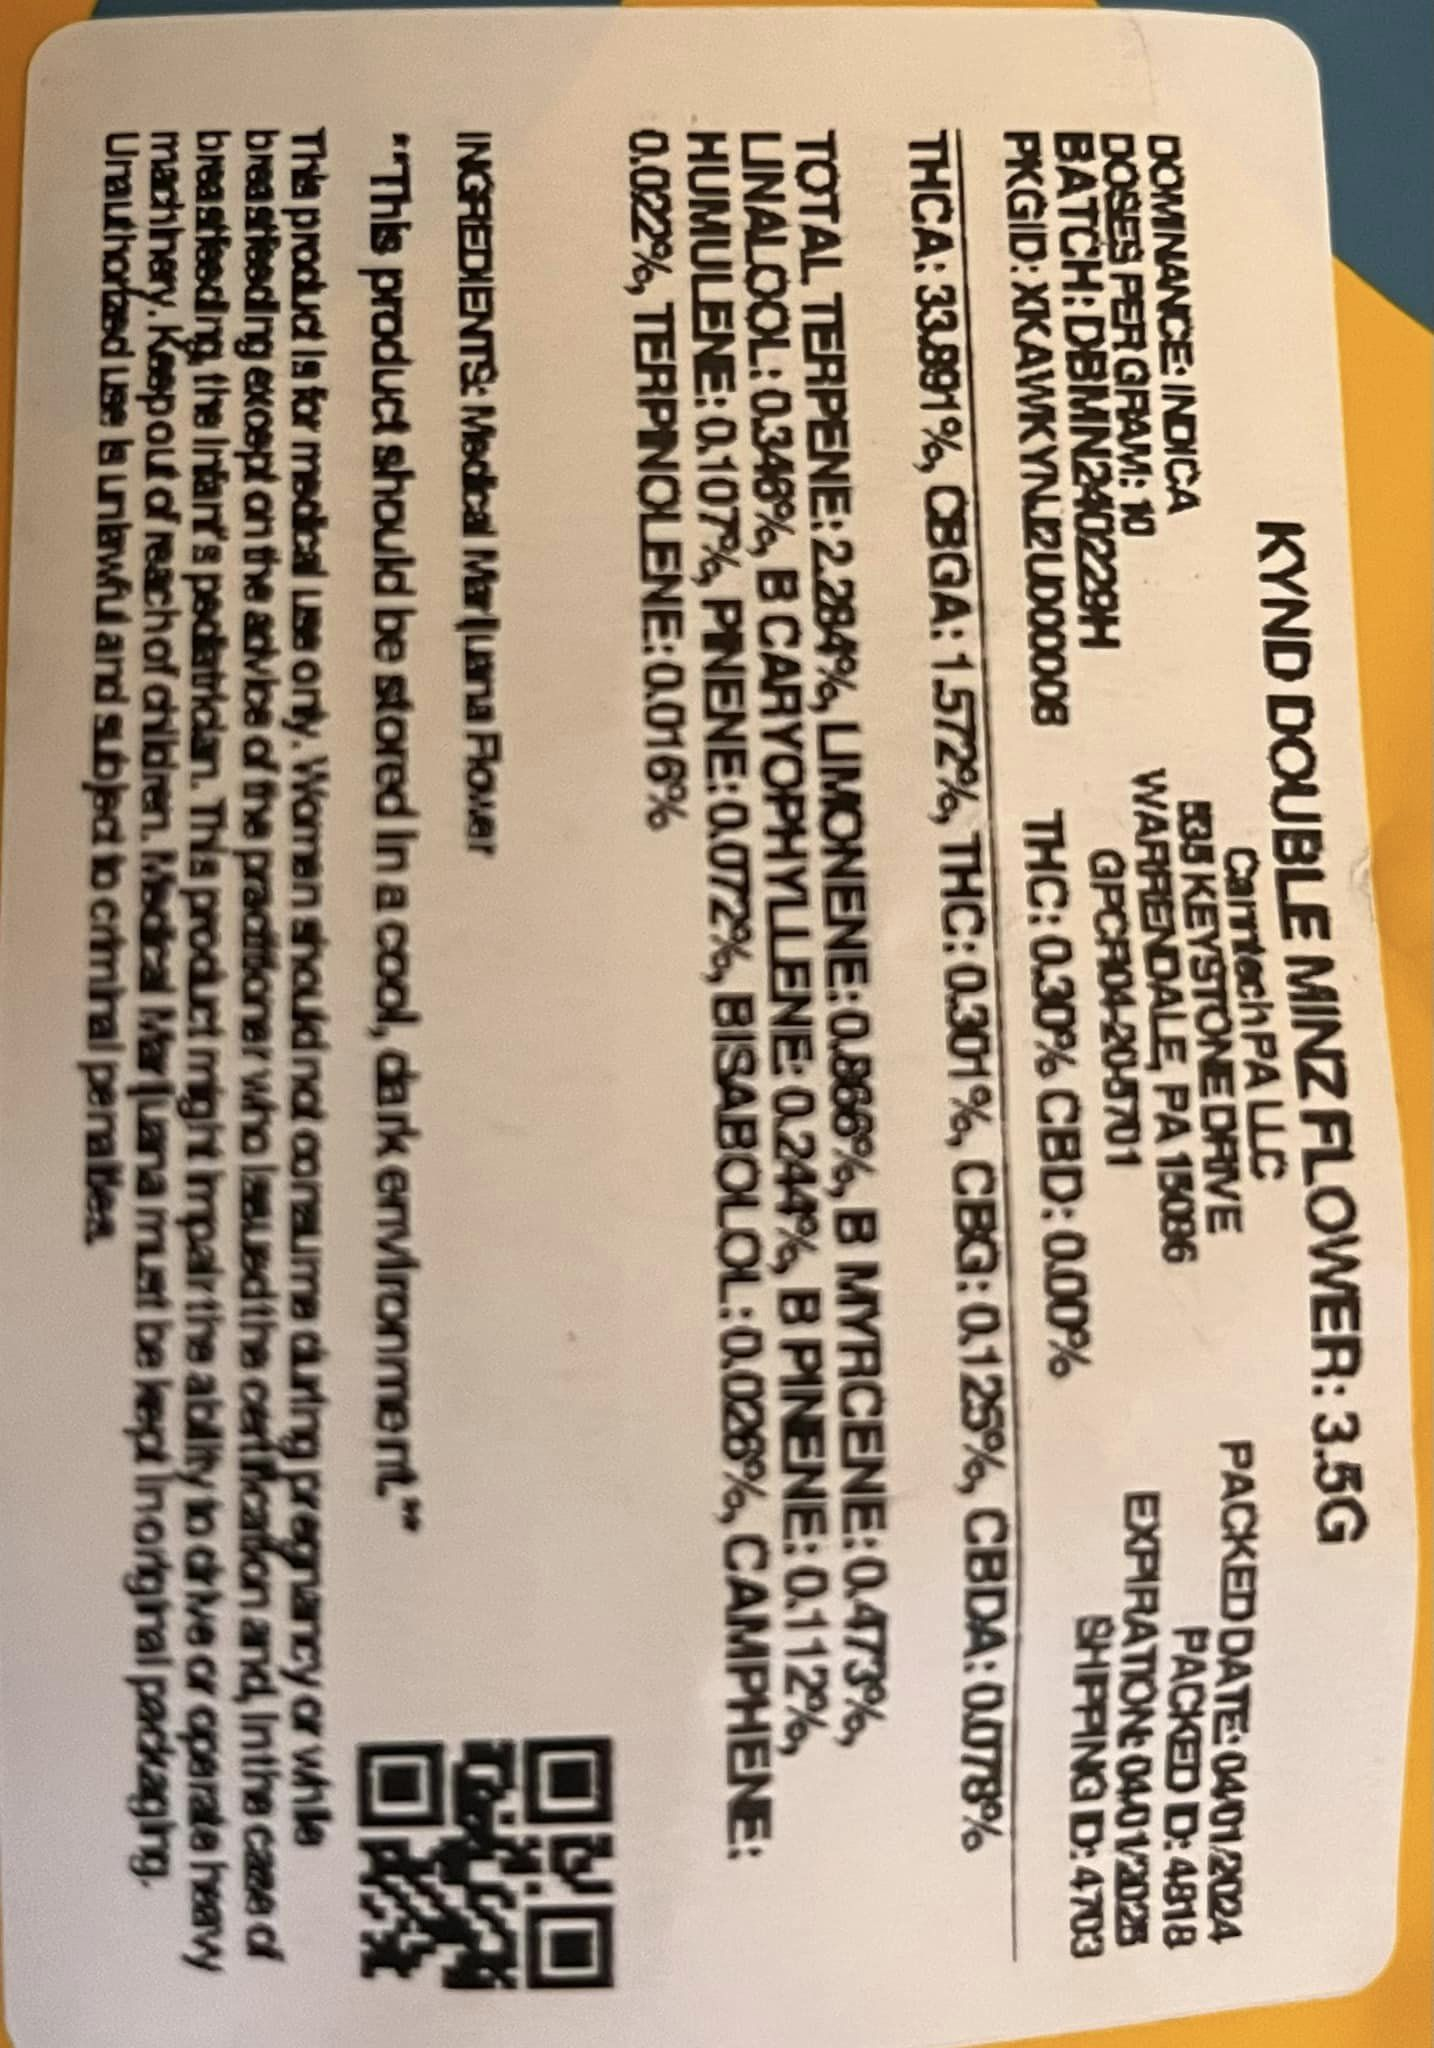 KYND DOUBLE MINZ FLOWER: 3.5G
DOMINANCE: INDICA
DOSES PER GRAM: 10
BATCH: DBMN240229H
PKGID: XKAWKYNJ2UD0000B
Canntech PA LLC
535 KEYSTONE DRIVE
WARRENDALE, PA 15086
GPCR04-20-5701
THC: 0.30% CBD: 0.00%
PACKED DATE: 04/01/2024
PACKED ID: 4818
EXPIRATION: 04/01/2025
SHIPPING ID: 4703
THCA: 33.891%, CBGA: 1.572%, THC: 0.301%, CBG: 0.125%, CBDA: 0.078%
TOTAL TERPENE: 2.284%, LIMONENE: 0.866%, B MYRCENE: 0.473%,
LINALOOL: 0.346%, B CARYOPHYLLENE: 0.244%, B PINENE: 0.112%,
HUMULENE: 0.107%, PINENE: 0.072%, BISABOLOL: 0.026%, CAMPHENE:
0.022%, TERPINOLENE: 0.016%
INGREDIENTS: Medical Marijuana Flower
"This product should be stored in a cool, dark environment."
This product is for medical use only. Women should not consume during pregnancy or while
breastfeeding except on the advice of the practitioner who issued the certification and, in the case of
breastfeeding, the infant's pediatrician. This product might impair the ability to drive or operate heavy
machinery. Keep out of reach of children. Medical Marijuana must be kept in original packaging.
Unauthorized use is unlawful and subject to criminal penalties.